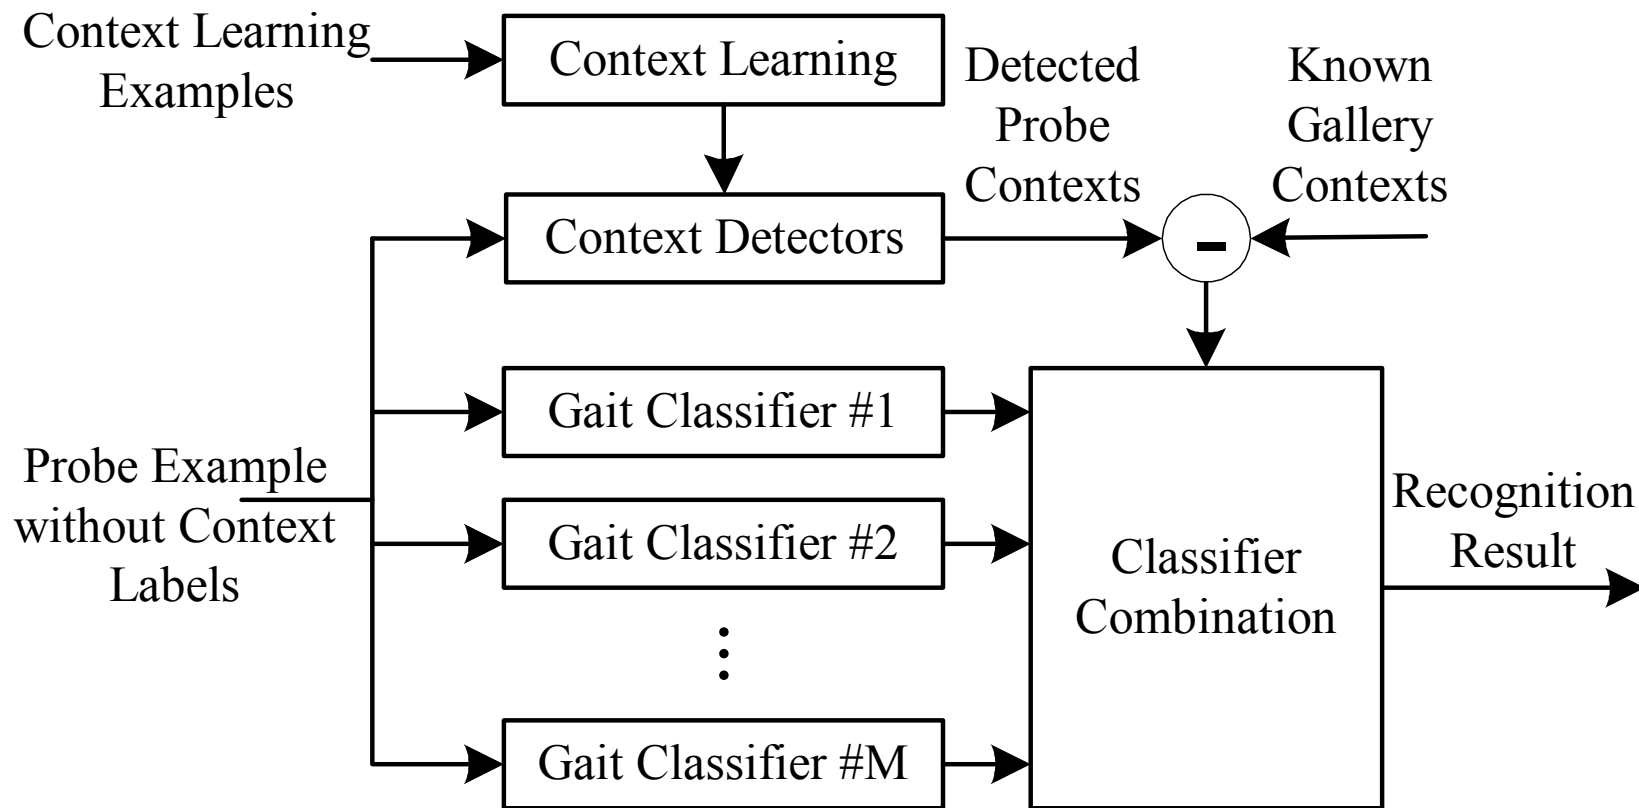 Context Learning
Examples
Context Learning
Detected
Probe
Contexts
Known
Gallery
Contexts
Context Detectors
-
Gait Classifier #1
Probe Example
without Context
Labels
Gait Classifier #2
Gait Classifier #M
Classifier
Combination
Recognition
Result